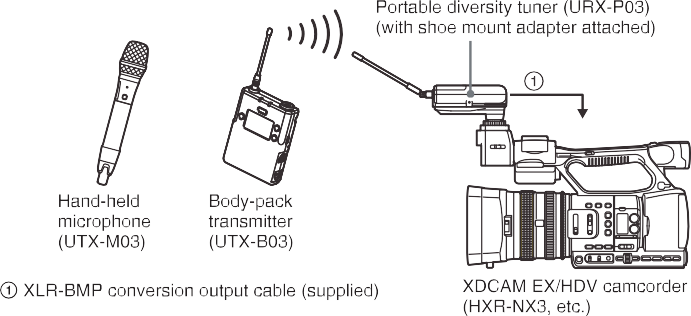 Portable diversity tuner (URX-P03)
(with shoe mount adapter attached)
①
Hand-held
microphone
(UTX-M03)
Body-pack
transmitter
(UTX-B03)
XDCAM EX/HDV camcorder
(HXR-NX3, etc.)
① XLR-BMP conversion output cable (supplied)